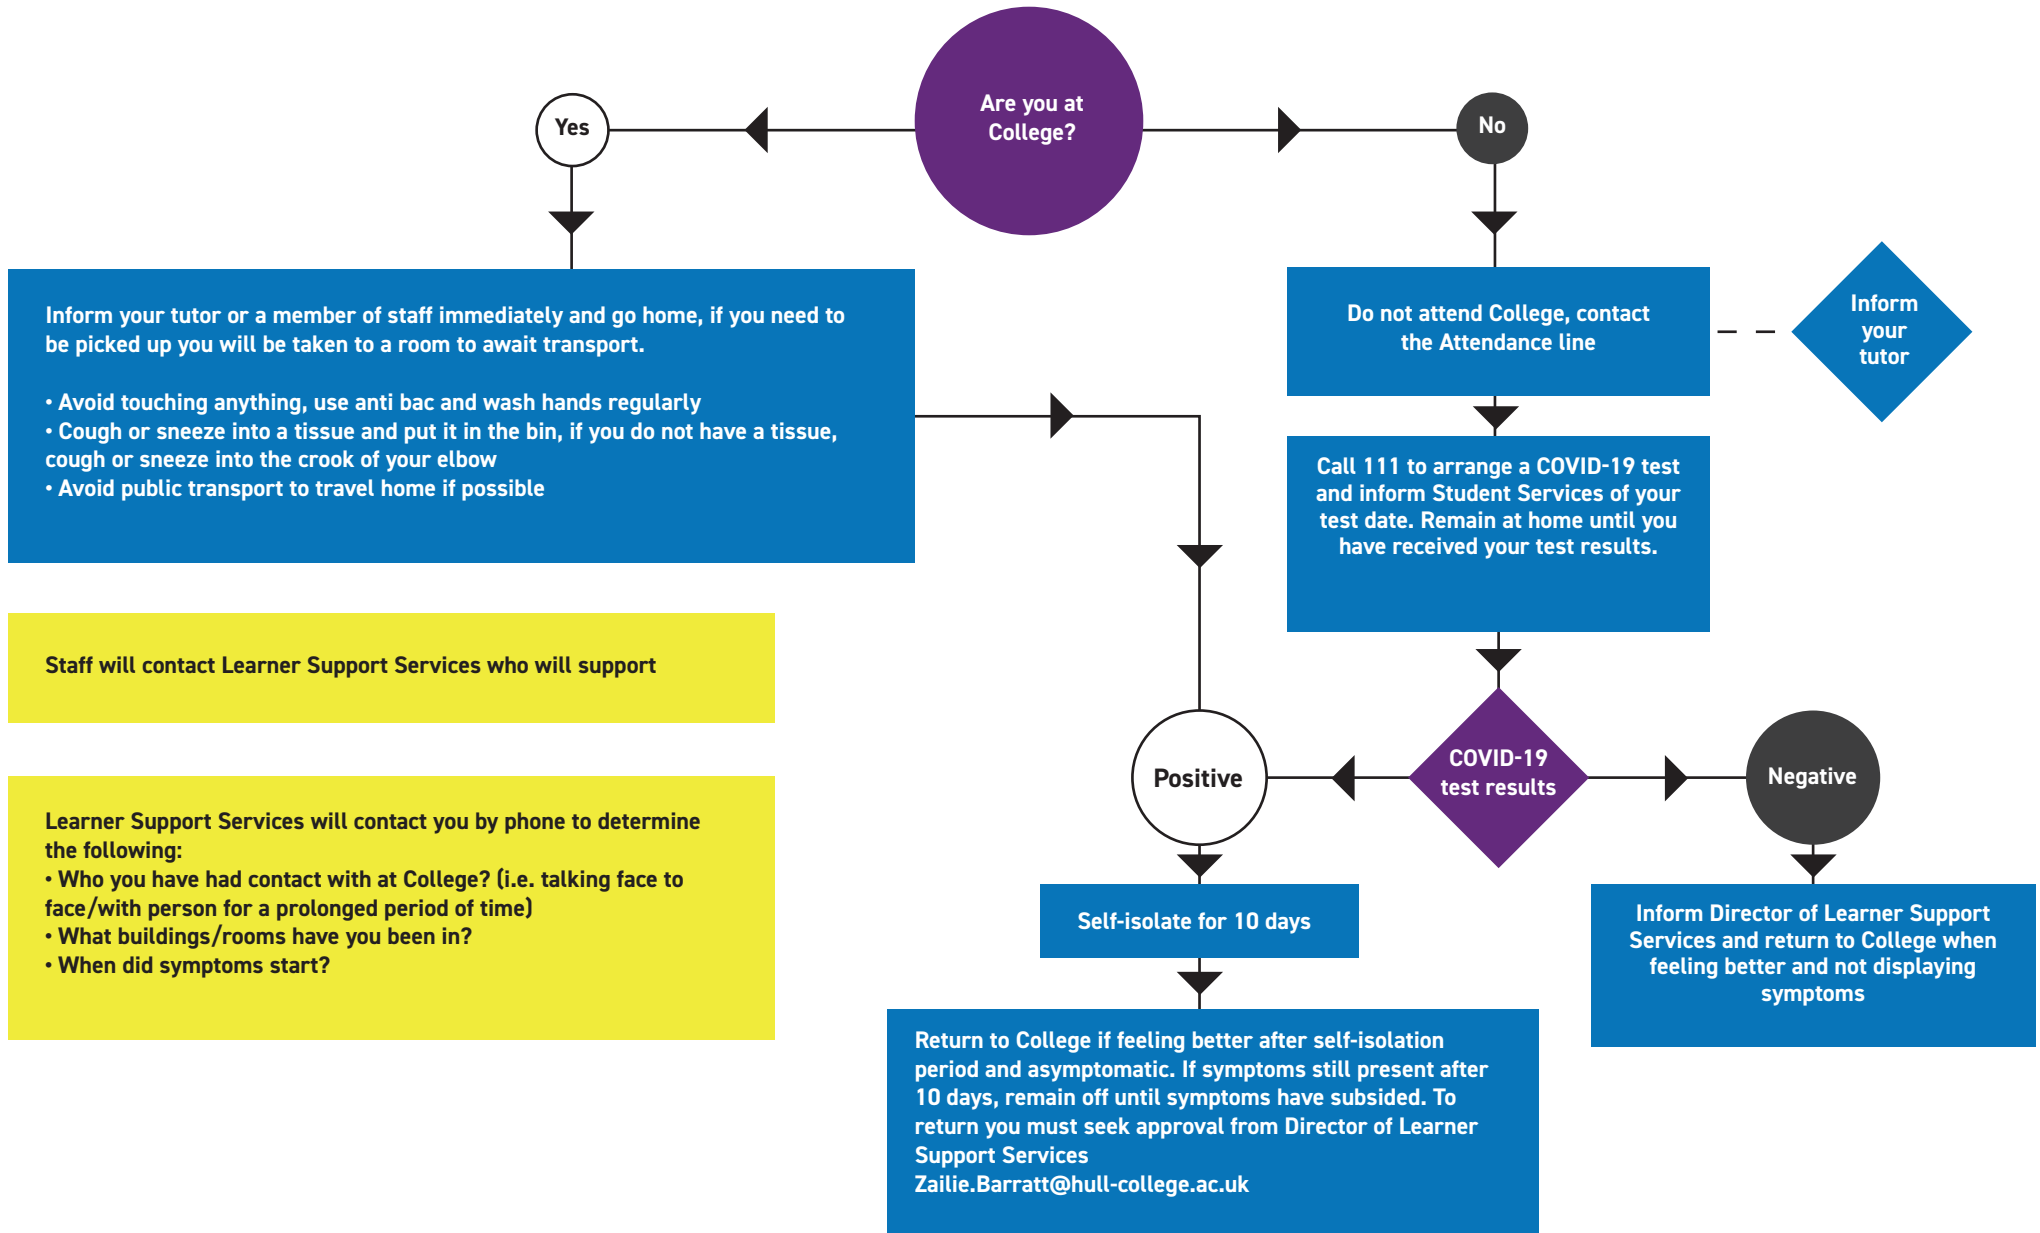 Are you at
College?
Yes
No
Inform your tutor or a member of staff immediately and go home, if you need to
be picked up you will be taken to a room to await transport.
• Avoid touching anything, use anti bac and wash hands regularly
• Cough or sneeze into a tissue and put it in the bin, if you do not have a tissue,
cough or sneeze into the crook of your elbow
• Avoid public transport to travel home if possible
Do not attend College, contact
the Attendance line
Inform
your
tutor
Call 111 to arrange a COVID-19 test
and inform Student Services of your
test date. Remain at home until you
have received your test results.
Staff will contact Learner Support Services who will support
Learner Support Services will contact you by phone to determine
the following:
• Who you have had contact with at College? (i.e. talking face to
face/with person for a prolonged period of time)
• What buildings/rooms have you been in?
• When did symptoms start?
Positive
COVID-19
test results
Negative
Self-isolate for 10 days
Inform Director of Learner Support
Services and return to College when
feeling better and not displaying
symptoms
Return to College if feeling better after self-isolation
period and asymptomatic. If symptoms still present after
10 days, remain off until symptoms have subsided. To
return you must seek approval from Director of Learner
Support Services
Zailie.Barratt@hull-college.ac.uk